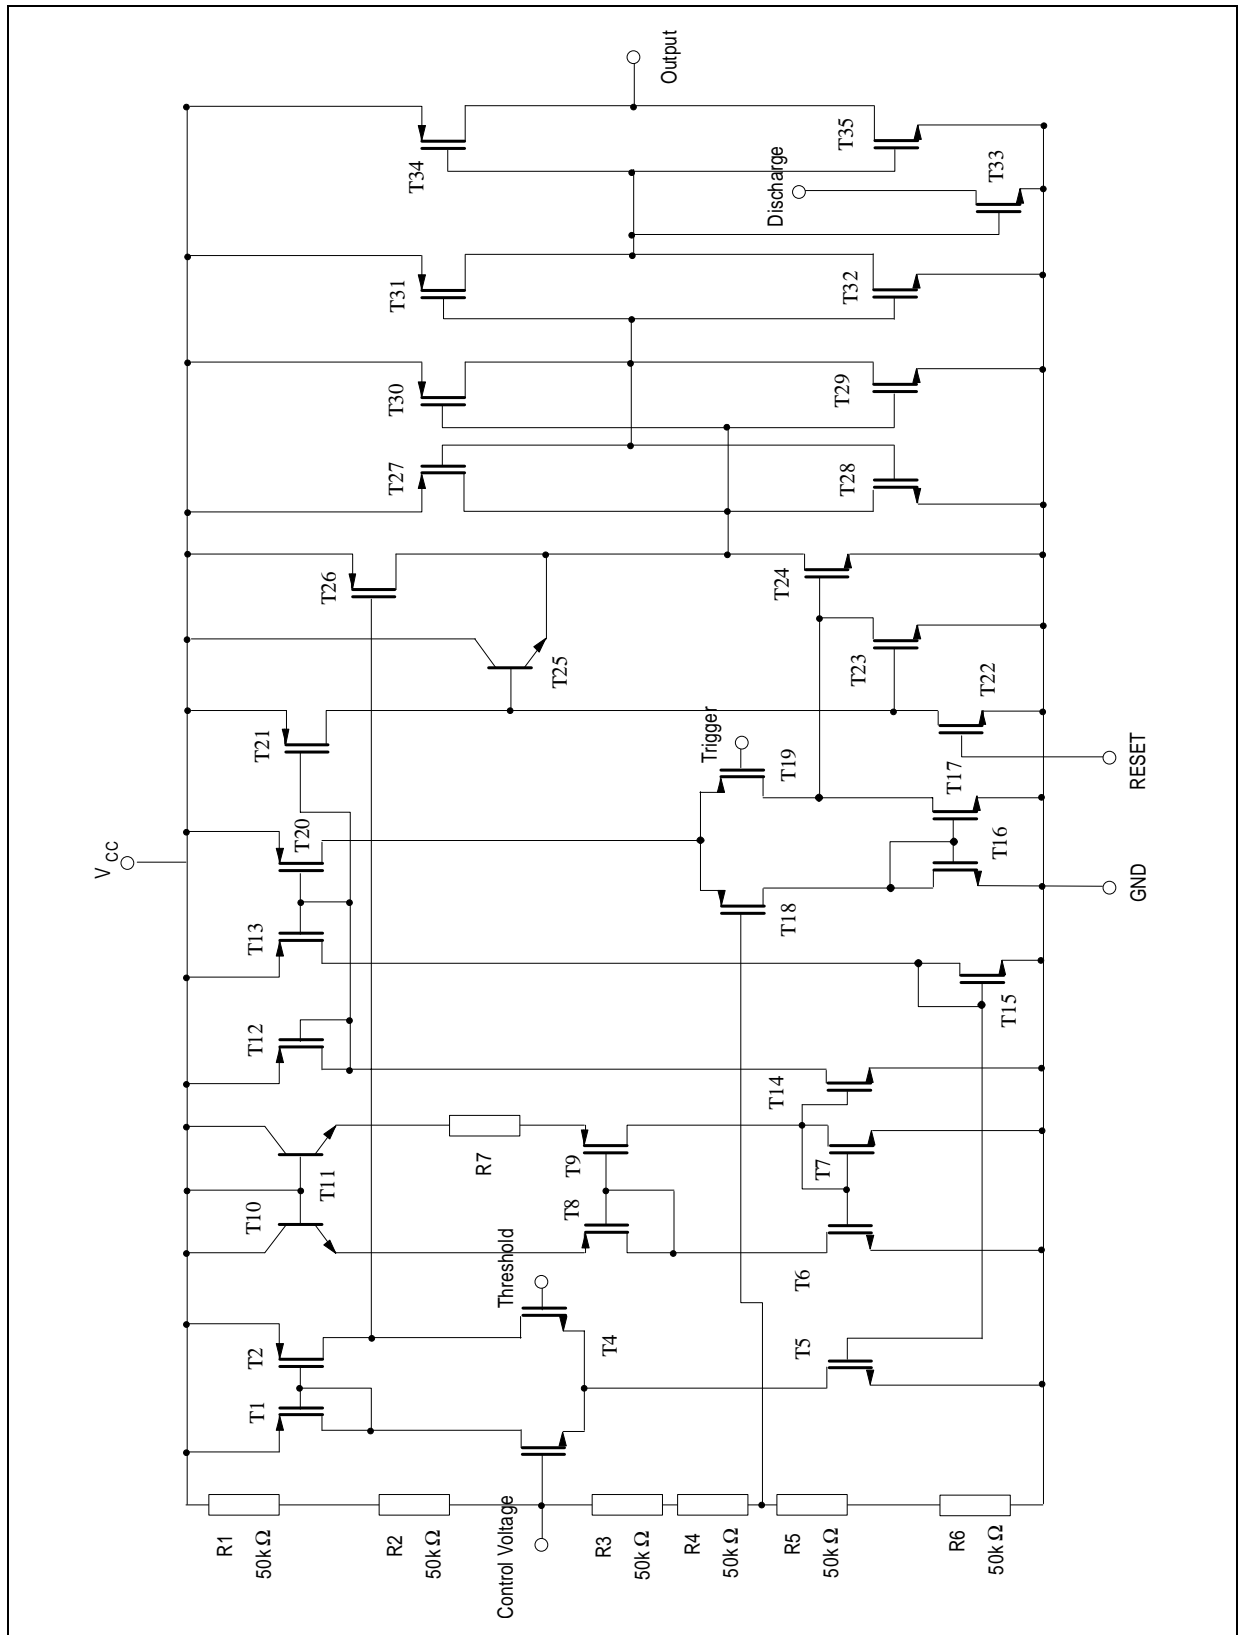 Output
T34
T35
Discharge
T33
T31
T32
T30
T29
T27
T28
T26
T24
T25
T23
T22
T21
Trigger
T19
T17
RESET
T20
VCC
T18
T16
GND
T13
T15
T12
T14
T11
R7
T9
T7
T10
T8
Threshold
T6
T2
T4
T5
T1
Control Voltage
R1
50kΩ
R2
50kΩ
R3
50kΩ
R4
50kΩ
R5
50kΩ
R6
50kΩ